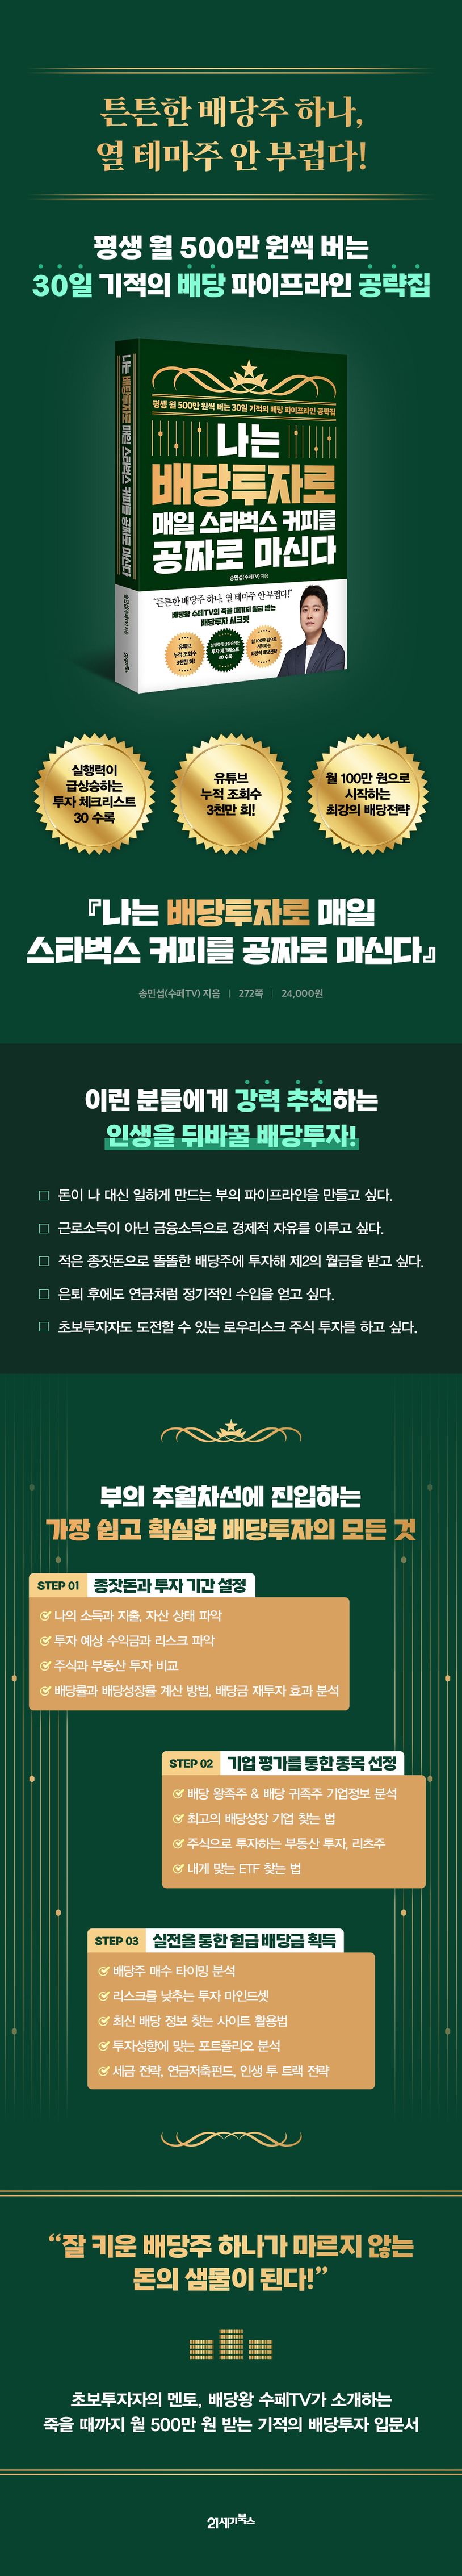 튼튼한 배당주 하나,
열 테마주 안 부럽다!
평생 월 500만 원씩 버는
30일 기적의 배당 파이프라인 공략집
나는 배당투자로 매일 스타벅스 커피를 공짜로 마신다
송민섭(수페TV) 지음
21세기북스
평생 월 500만 원씩 버는 30일 기적의 배당 파이프라인 공략집
나는
배당투자로
매일 스타벅스 커피를
공짜로 마신다
송민섭(수페TV) 지음
“튼튼한 배당주 하나, 열 테마주 안 부럽다!”
배당왕 수페TV의 죽을 때까지 월급 받는
배당투자 시크릿
유튜브
누적 조회수
3천만 회!
실행력이 급상승하는
투자 체크리스트
30 수록
월 100만 원으로
시작하는
최강의 배당전략
실행력이
급상승하는
투자 체크리스트
30 수록
유튜브
누적 조회수
3천만 회!
월 100만 원으로
시작하는
최강의 배당전략
『나는 배당투자로 매일
스타벅스 커피를 공짜로 마신다』
송민섭(수페TV) 지음 | 272쪽 | 24,000원
이런 분들에게 강력 추천하는
인생을 뒤바꿀 배당투자!
□ 돈이 나 대신 일하게 만드는 부의 파이프라인을 만들고 싶다.
□ 근로소득이 아닌 금융소득으로 경제적 자유를 이루고 싶다.
□ 적은 종잣돈으로 똘똘한 배당주에 투자해 제2의 월급을 받고 싶다.
□ 은퇴 후에도 연금처럼 정기적인 수입을 얻고 싶다.
□ 초보투자자도 도전할 수 있는 로우리스크 주식 투자를 하고 싶다.
부의 추월차선에 진입하는
가장 쉽고 확실한 배당투자의 모든 것
STEP 01 종잣돈과 투자 기간 설정
나의 소득과 지출, 자산 상태 파악
투자 예상 수익금과 리스크 파악
주식과 부동산 투자 비교
배당률과 배당성장률 계산 방법, 배당금 재투자 효과 분석
STEP 02 기업 평가를 통한 종목 선정
배당 왕족주 & 배당 귀족주 기업정보 분석
최고의 배당성장 기업 찾는 법
주식으로 투자하는 부동산 투자, 리츠주
내게 맞는 ETF 찾는 법
STEP 03 실전을 통한 월급 배당금 획득
배당주 매수 타이밍 분석
리스크를 낮추는 투자 마인드셋
최신 배당 정보 찾는 사이트 활용법
투자성향에 맞는 포트폴리오 분석
세금 전략, 연금저축펀드, 인생 투 트랙 전략
“잘 키운 배당주 하나가 마르지 않는
돈의 샘물이 된다!”
초보투자자의 멘토, 배당왕 수페TV가 소개하는
죽을 때까지 월 500만 원 받는 기적의 배당투자 입문서
21세기북스